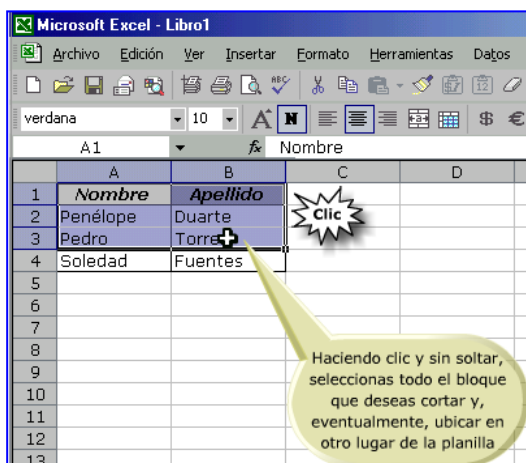 Microsoft Excel - Libro1
Archivo Edición Ver Insertar Formato Herramientas Datos
verdana 10 A N $ €
A1 fx Nombre
A B C D
1 Nombre Apellido
2 Penélope Duarte
3 Pedro
4 Soledad Fuentes
5
6
7
8
9
10
11
12
13
Clic
Haciendo clic y sin soltar,
seleccionas todo el bloque
que deseas cortar y,
eventualmente, ubicar en
otro lugar de la planilla